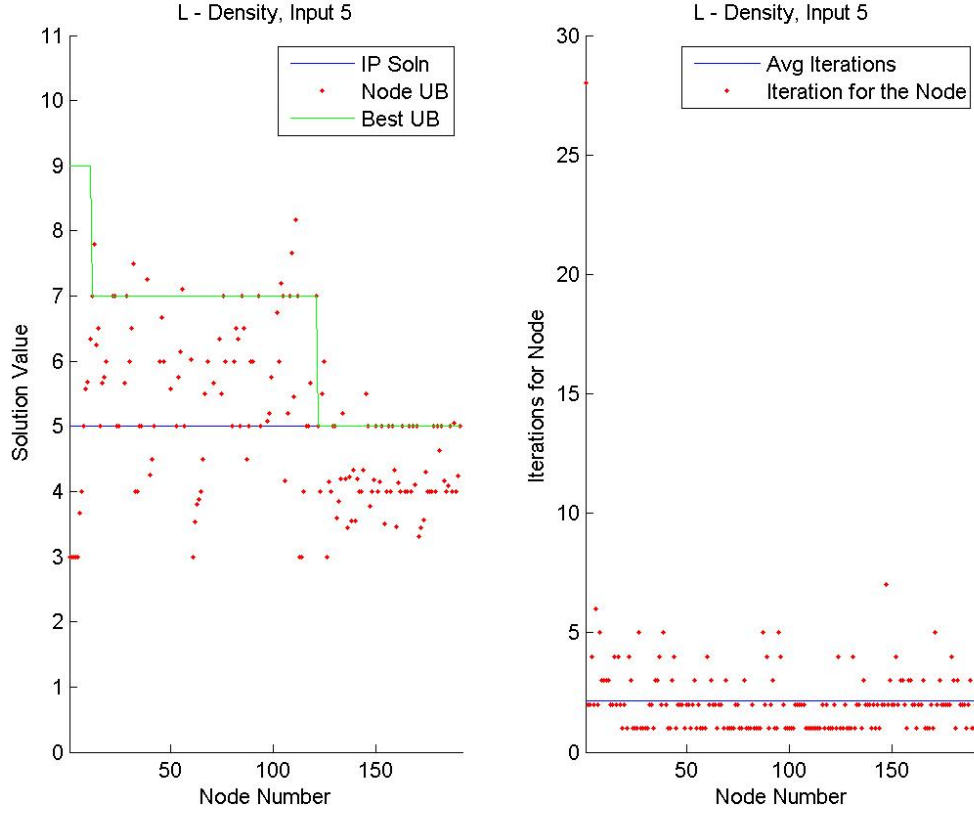 L - Density, Input 5
11
10
9
8
7
6
5
4
3
2
1
0
Solution Value
50
100
150
Node Number
IP Soln
Node UB
Best UB
L - Density, Input 5
30
25
20
15
10
5
0
Iterations for Node
50
100
150
Node Number
Avg Iterations
Iteration for the Node